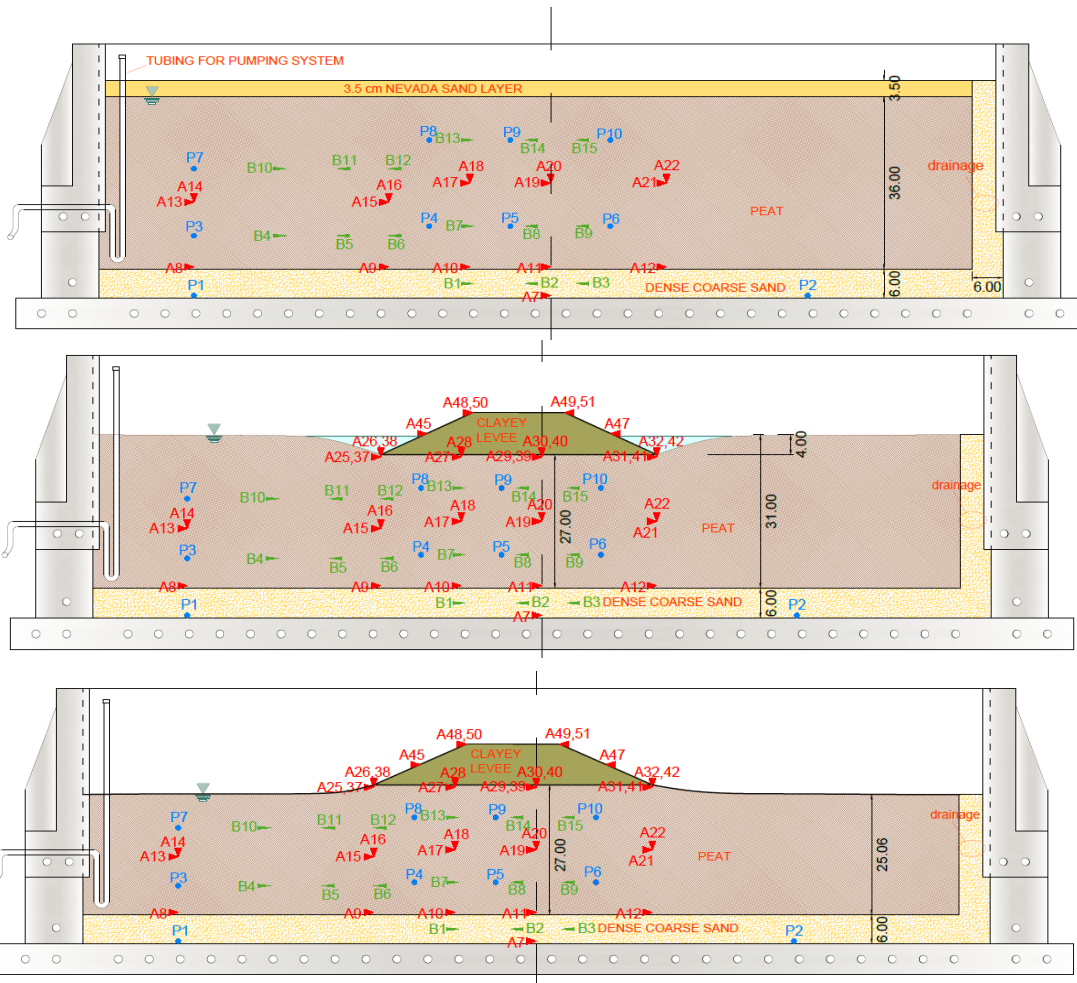 TUBING FOR PUMPING SYSTEM
3.5 cm NEVADA SAND LAYER
3.50
P8 B13 P9 B14 B15 P10
P7 B10 B11 B12 A18 A20 A22
drainage
A14 A16 A17 A19 A21
A13 A15
36.00
PEAT
P3 B4 B5 B6 P4 B7 P5 B8 B9 P6
A8 A9 A10 A11 A12
B1 B2 B3 DENSE COARSE SAND
P1 A7 P2
6.00
6.00
A48,50 A49,51
A45 CLAYEY A47
LEVEE
A26,38 A28 A30,40 A32,42
A25,37 A27 A29,39 A31,41
4.00
P7 B10 B11 B12 P8 B13 P9 B14 B15 P10
drainage
A14 A16 A18 A20 A22
A13 A15 A17 A19 A21
27.00
PEAT
31.00
P3 B4 B5 B6 P4 B7 P5 B8 B9 P6
A8 A9 A10 A11 A12
B1 B2 B3 DENSE COARSE SAND
P1 A7 P2
6.00
A48,50 A49,51
A45 CLAYEY A47
LEVEE
A26,38 A28 A30,40 A32,42
A25,37 A27 A29,39 A31,41
P7 B10 B11 B12 P8 B13 P9 B14 B15 P10
drainage
A14 A16 A18 A20 A22
A13 A15 A17 A19 A21
27.00
PEAT
25.06
P3 B4 B5 B6 P4 B7 P5 B8 B9 P6
A8 A9 A10 A11 A12
B1 B2 B3 DENSE COARSE SAND
P1 A7 P2
6.00